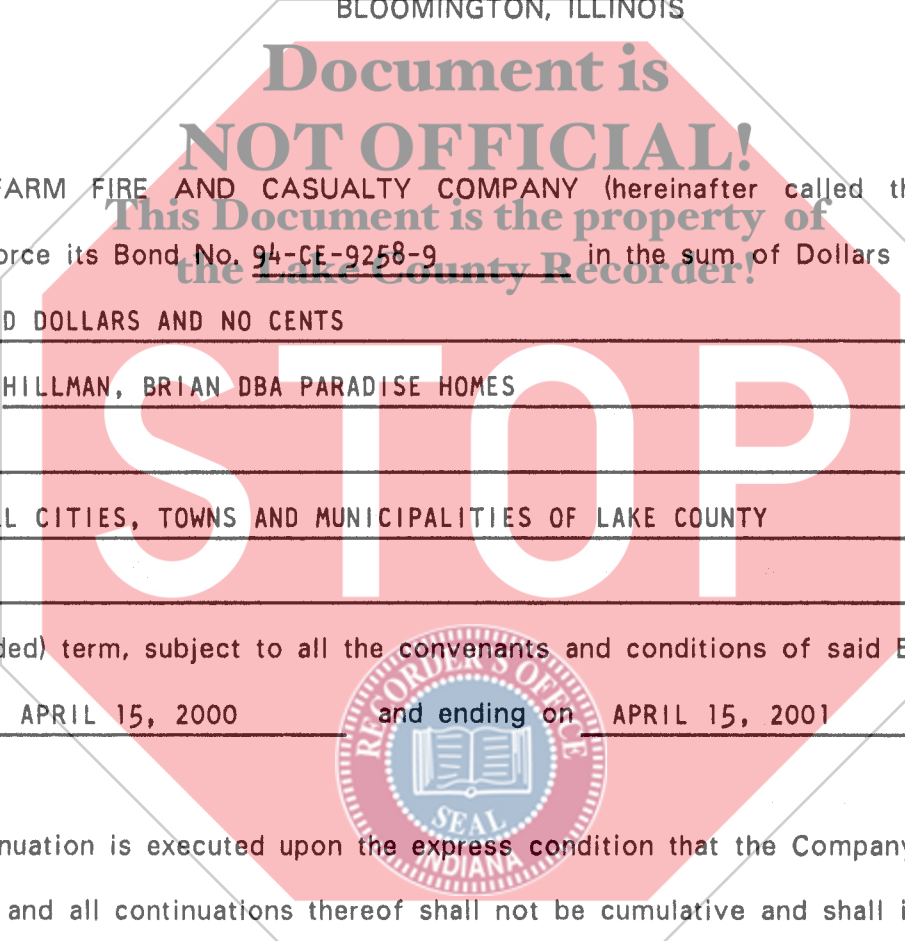 BLOOMINGTON, ILLINOIS
Document is
NOT OFFICIAL!
FARM FIRE AND CASUALTY COMPANY (hereinafter called th
This Document is the property of
orce its Bond No. 94-CE-9258-9 in the sum of Dollars
the Lake County Recorder!
D DOLLARS AND NO CENTS
HILLMAN, BRIAN DBA PARADISE HOMES
STOP
L CITIES, TOWNS AND MUNICIPALITIES OF LAKE COUNTY
ded) term, subject to all the convenants and conditions of said B
APRIL 15, 2000 and ending on APRIL 15, 2001
RECORDER'S OFFICE
SEAL
INDIANA
nuation is executed upon the express condition that the Company
and all continuations thereof shall not be cumulative and shall i